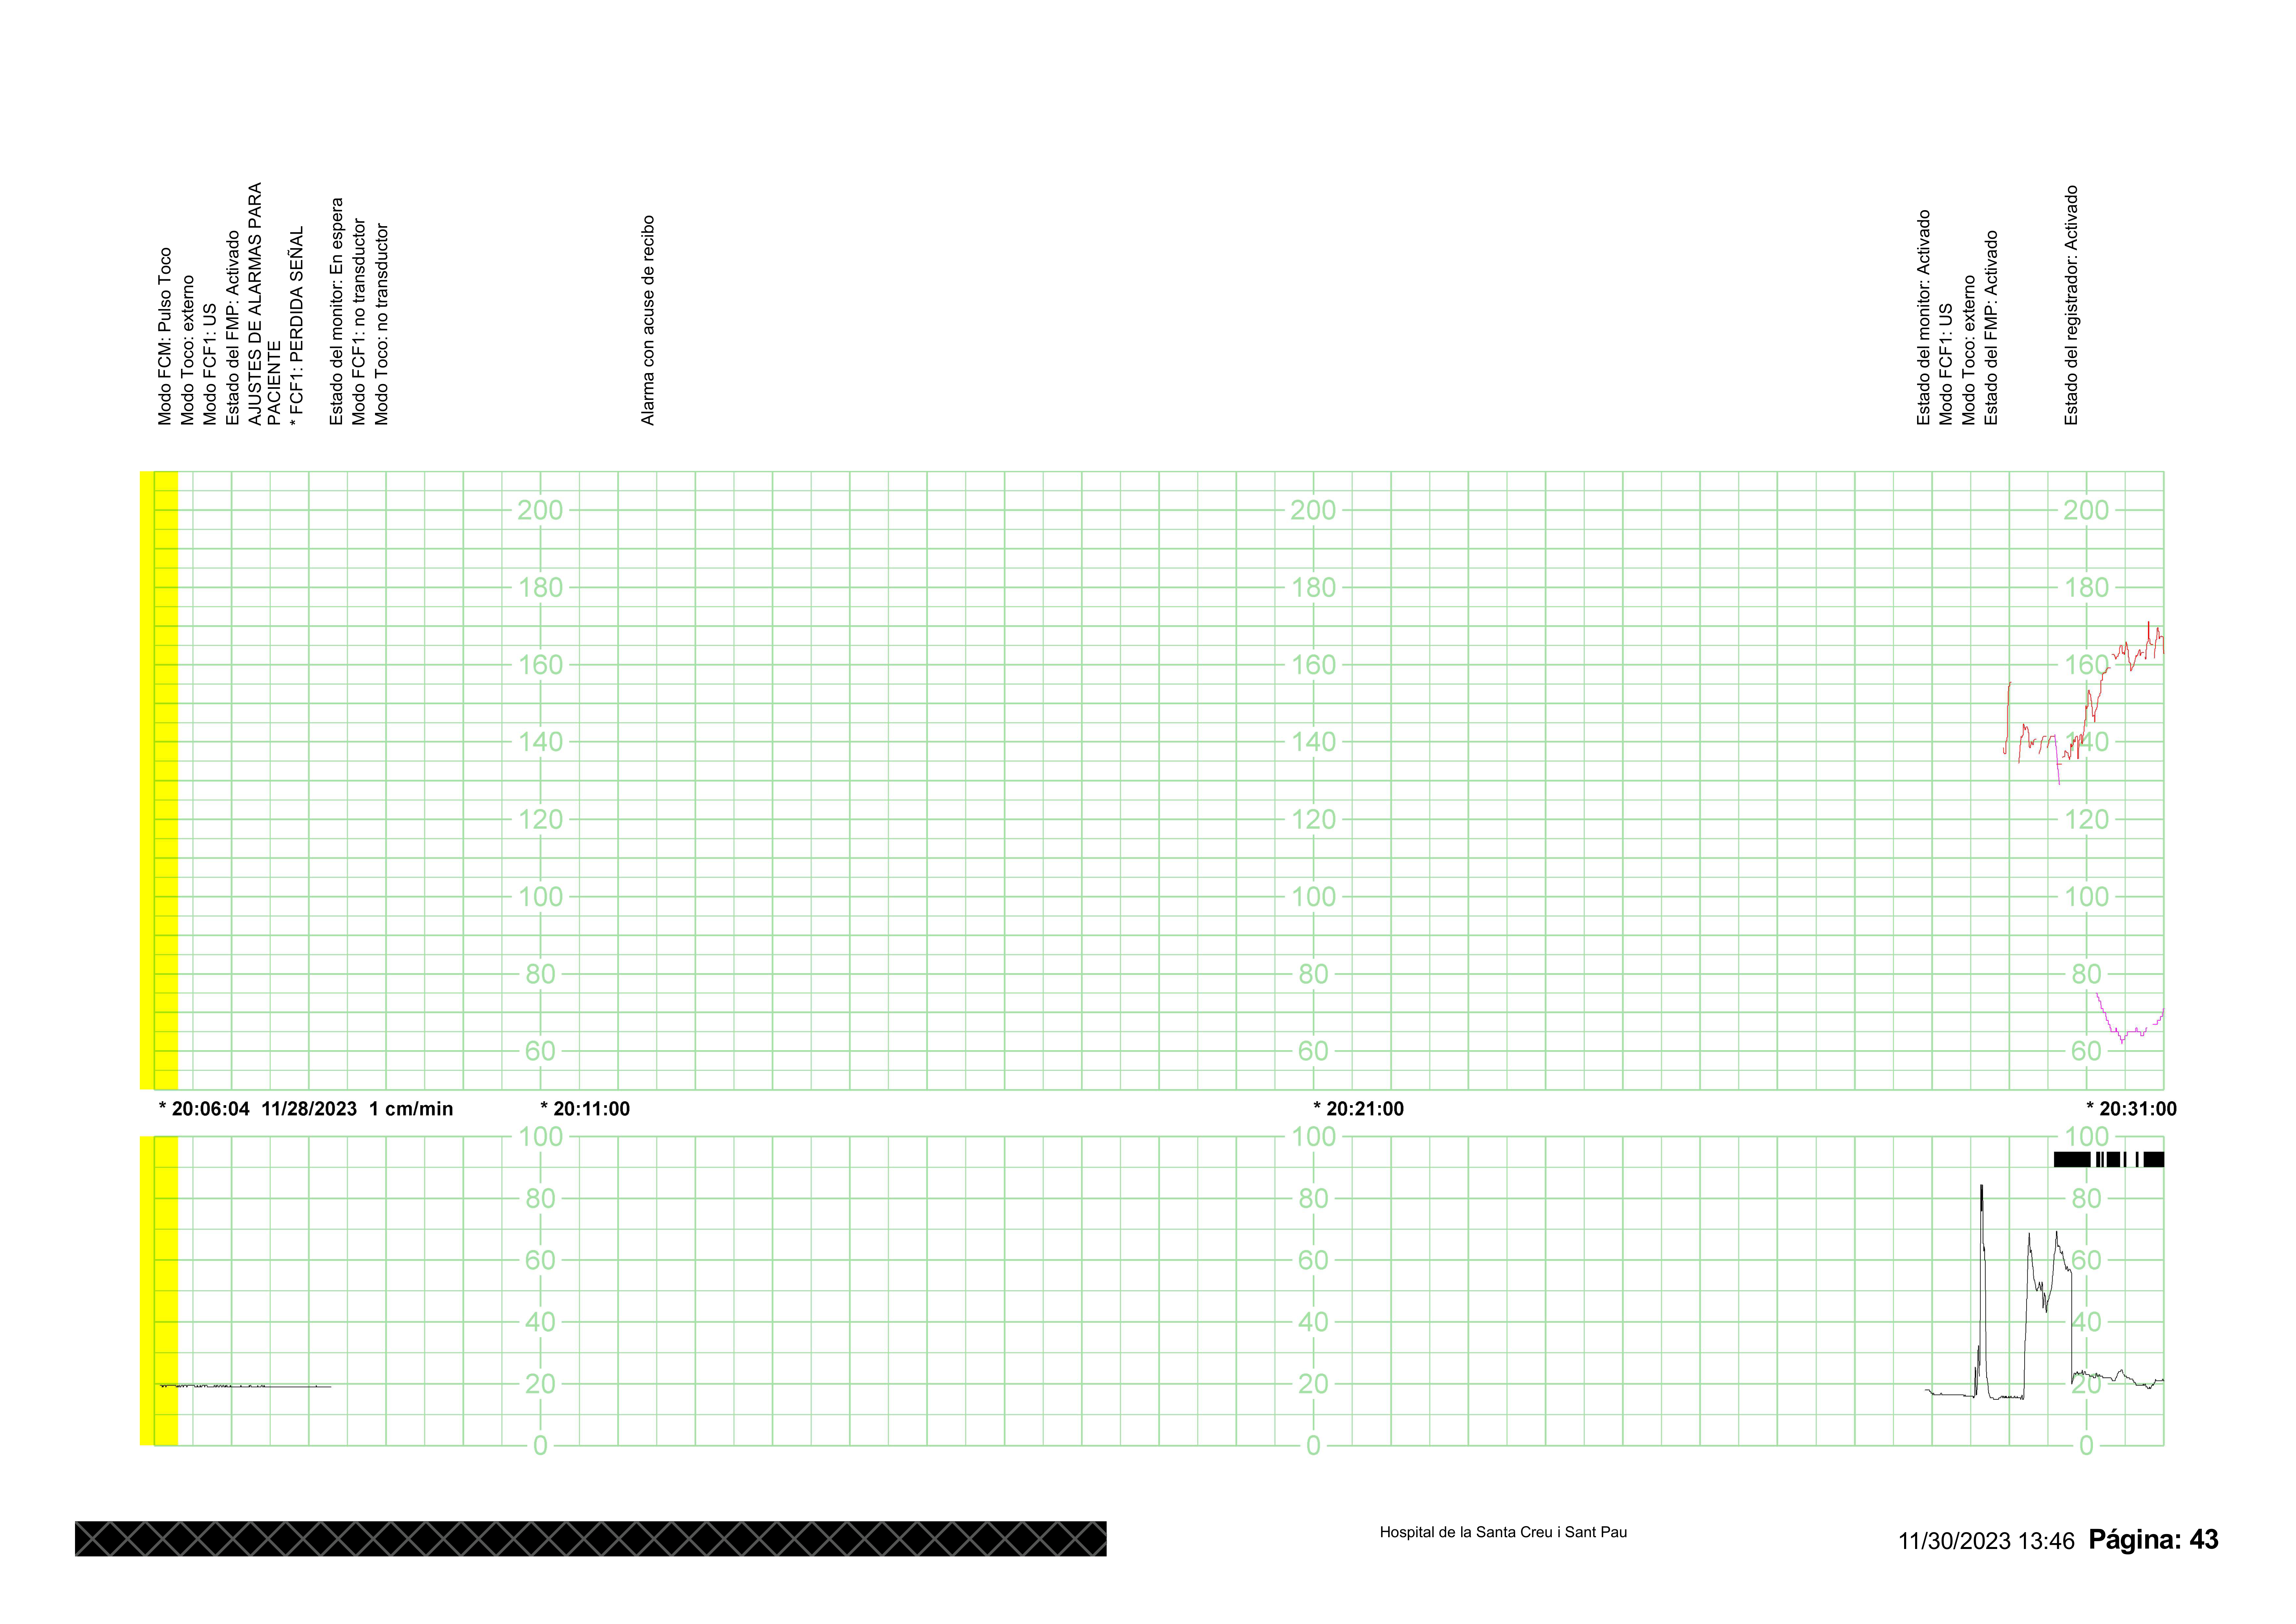 Modo FCM: Pulso Toco
Modo Toco: externo
Modo FCF1: US
Estado del FMP: Activado
AJUSTES DE ALARMAS PARA
PACIENTE
* FCF1: PERDIDA SEÑAL
Estado del monitor: En espera
Modo FCF1: no transductor
Modo Toco: no transductor
Alarma con acuse de recibo
Estado del monitor: Activado
Modo FCF1: US
Modo Toco: externo
Estado del FMP: Activado
Estado del registrador: Activado
200 200 200
180 180 180
160 160 160
140 140 140
120 120 120
100 100 100
80 80 80
60 60 60
* 20:06:04 11/28/2023 1 cm/min * 20:11:00 * 20:21:00 * 20:31:00
100 100 100
80 80 80
60 60 60
40 40 40
20 20 20
0 0 0
Hospital de la Santa Creu i Sant Pau
11/30/2023 13:46 Página: 43